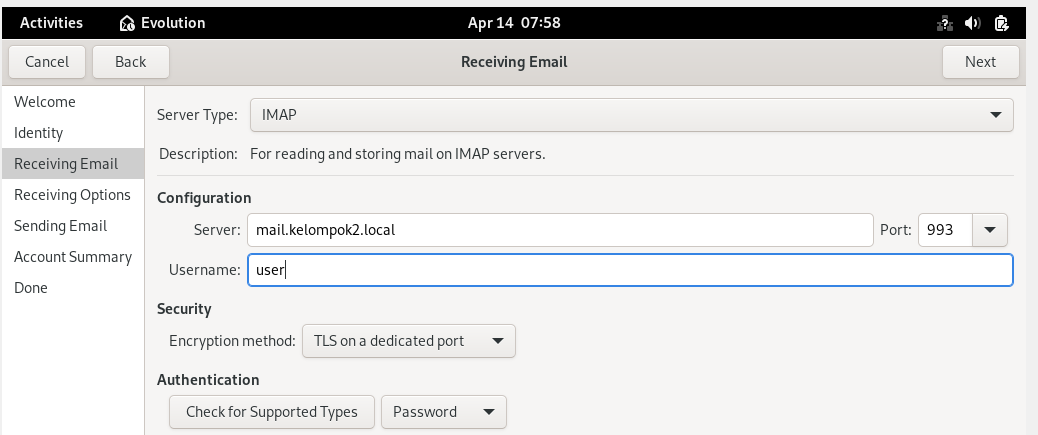 Activities Evolution Apr 14 07:58
Cancel Back Receiving Email Next
Welcome
Identity
Receiving Email
Receiving Options
Sending Email
Account Summary
Done
Server Type: IMAP
Description: For reading and storing mail on IMAP servers.
Configuration
Server: mail.kelompok2.local Port: 993
Username: user
Security
Encryption method: TLS on a dedicated port
Authentication
Check for Supported Types Password